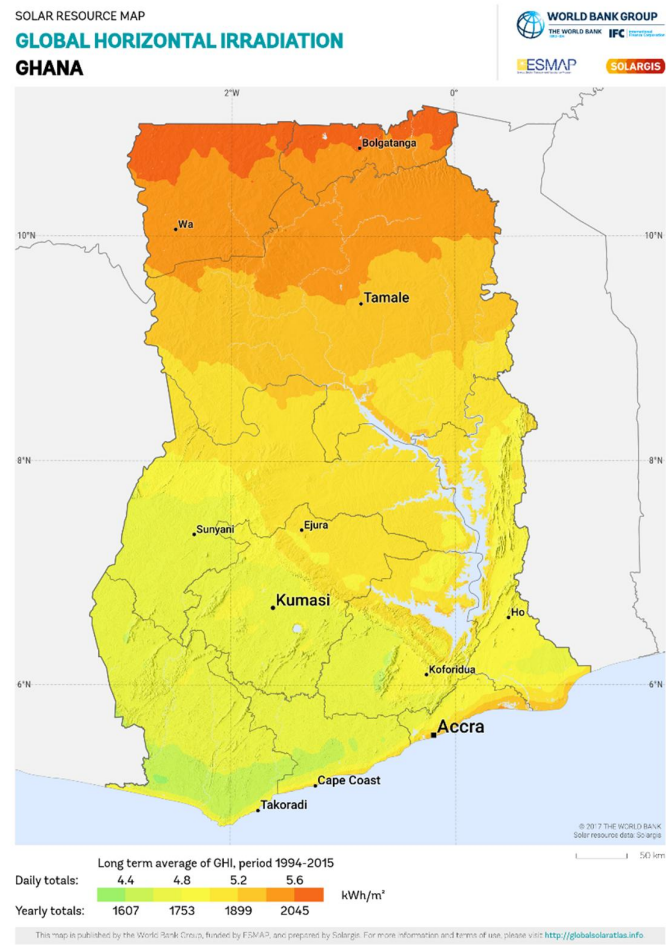 SOLAR RESOURCE MAP
GLOBAL HORIZONTAL IRRADIATION
GHANA
WORLD BANK GROUP
THE WORLD BANK IFC International Finance Corporation
ESMAP
SOLARGIS
2°W 0°
Bolgatanga
Wa
10°N 10°N
Tamale
8°N 8°N
Sunyani
Ejura
Kumasi
Ho
Koforidua
6°N 6°N
Accra
Cape Coast
Takoradi
© 2017 THE WORLD BANK
Solar resource data: Solargis
50 km
Long term average of GHI, period 1994-2015
Daily totals: 4.4 4.8 5.2 5.6
kWh/m²
Yearly totals: 1607 1753 1899 2045
This map is published by the World Bank Group, funded by ESMAP, and prepared by Solargis. For more information and terms of use, please visit http://globalsolaratlas.info